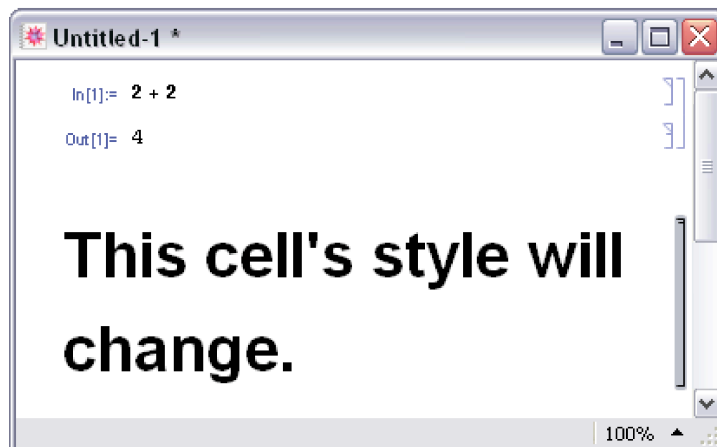 Untitled-1 *
In[1]:= 2 + 2
Out[1]= 4
This cell's style will
change.
100%